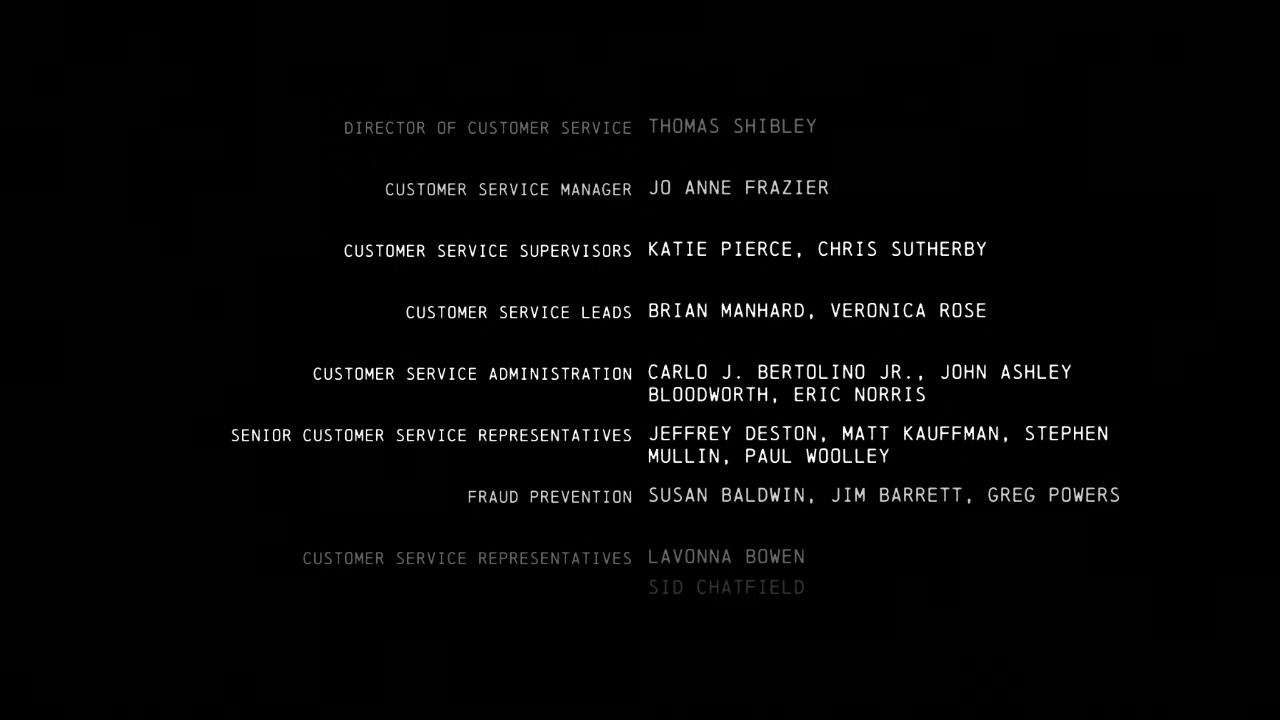 DIRECTOR OF CUSTOMER SERVICE THOMAS SHIBLEY
CUSTOMER SERVICE MANAGER JO ANNE FRAZIER
CUSTOMER SERVICE SUPERVISORS KATIE PIERCE, CHRIS SUTHERBY
CUSTOMER SERVICE LEADS BRIAN MANHARD, VERONICA ROSE
CUSTOMER SERVICE ADMINISTRATION CARLO J. BERTOLINO JR., JOHN ASHLEY
BLOODWORTH, ERIC NORRIS
SENIOR CUSTOMER SERVICE REPRESENTATIVES JEFFREY DESTON, MATT KAUFFMAN, STEPHEN
MULLIN, PAUL WOOLLEY
FRAUD PREVENTION SUSAN BALDWIN, JIM BARRETT, GREG POWERS
CUSTOMER SERVICE REPRESENTATIVES LAVONNA BOWEN
SID CHATFIELD